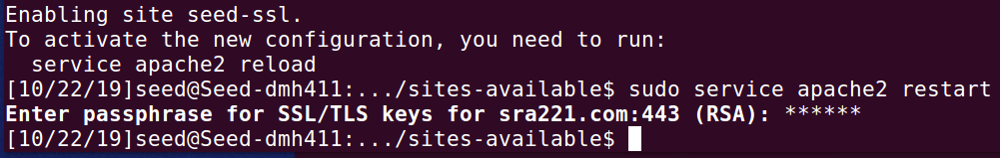 Enabling site seed-ssl.
To activate the new configuration, you need to run:
  service apache2 reload
[10/22/19]seed@Seed-dmh411:.../sites-available$ sudo service apache2 restart
Enter passphrase for SSL/TLS keys for sra221.com:443 (RSA): ******
[10/22/19]seed@Seed-dmh411:.../sites-available$